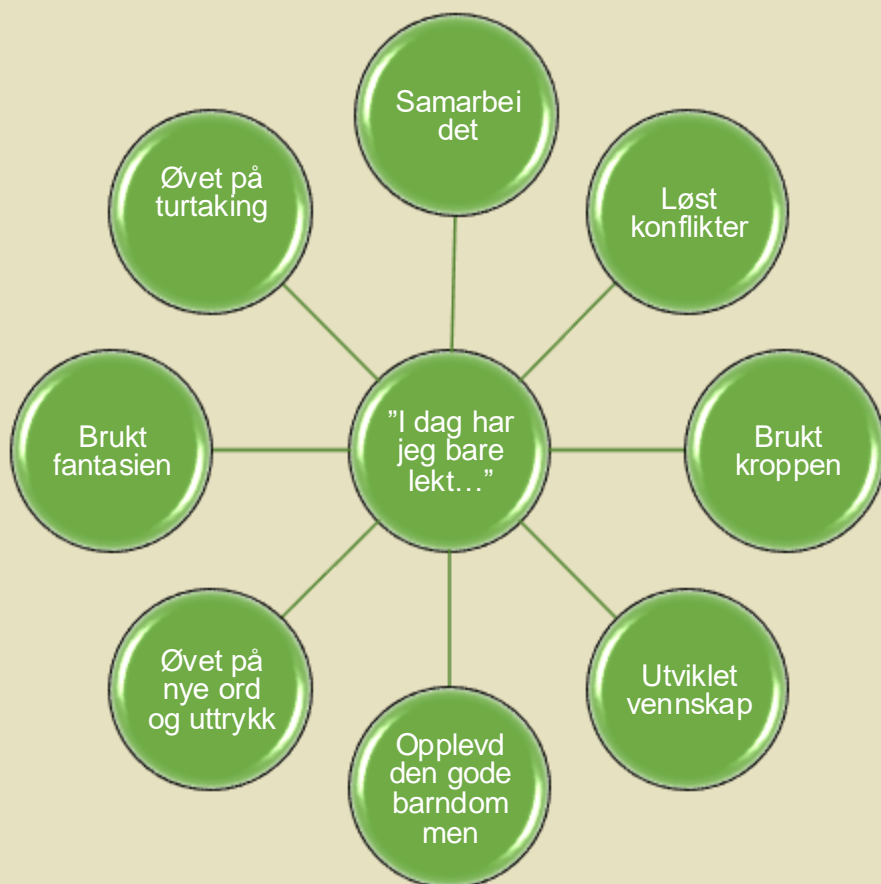 Samarbei
det
Løst
konflikter
Brukt
kroppen
Utviklet
vennskap
Opplevd
den gode
barndom
men
Øvet på
nye ord
og uttrykk
Brukt
fantasien
Øvet på
turtaking
”I dag har
jeg bare
lekt…”